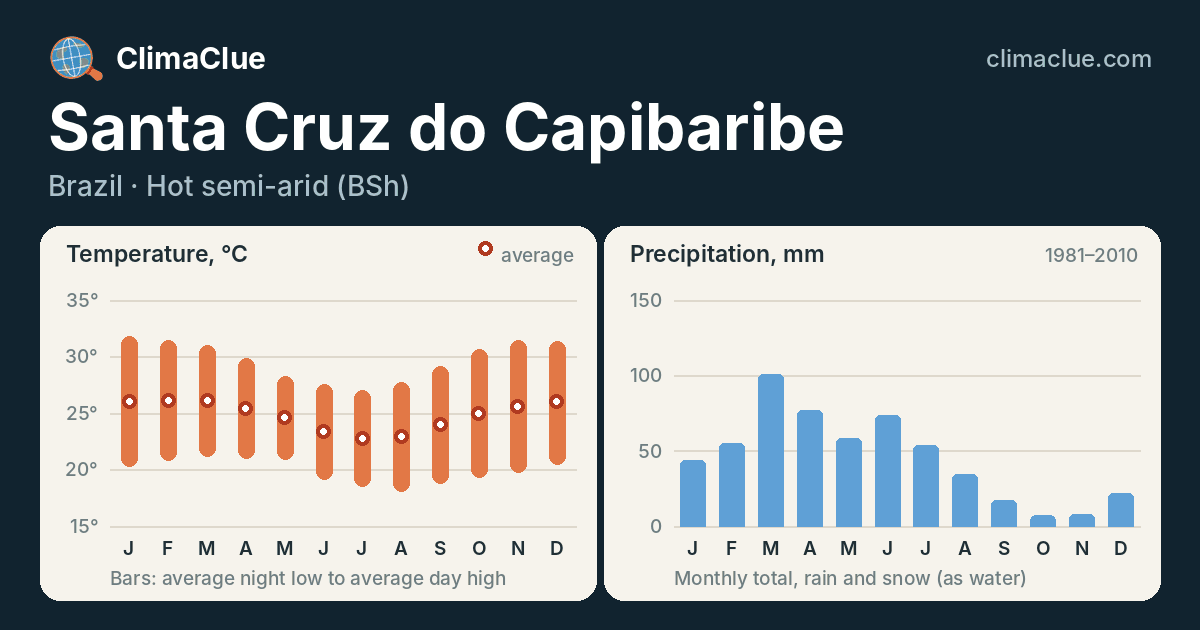 ClimaClue
climaclue.com
Santa Cruz do Capibaribe
Brazil · Hot semi-arid (BSh)
Temperature, °C
average
35°
30°
25°
20°
15°
J F M A M J J A S O N D
Bars: average night low to average day high
Precipitation, mm
1981–2010
150
100
50
0
J F M A M J J A S O N D
Monthly total, rain and snow (as water)